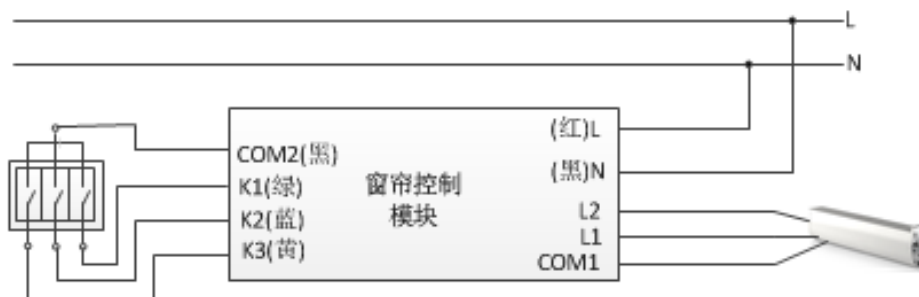 L
N
(红)L
COM2(黑)
(黑)N
K1(绿)
窗帘控制
模块
K2(蓝)
L2
L1
K3(黄)
COM1